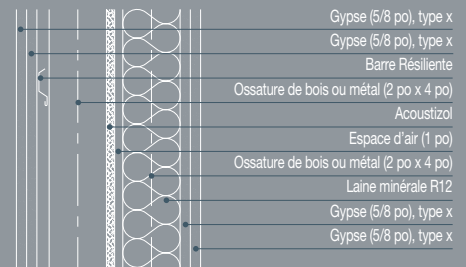 Gypse (5/8 po), type x
Gypse (5/8 po), type x
Barre Résiliente
Ossature de bois ou métal (2 po x 4 po)
Acoustizol
Espace d'air (1 po)
Ossature de bois ou métal (2 po x 4 po)
Laine minérale R12
Gypse (5/8 po), type x
Gypse (5/8 po), type x